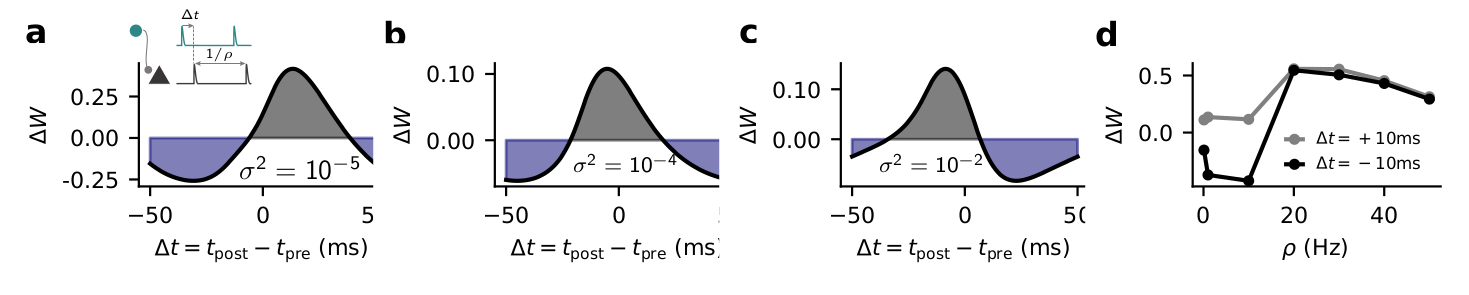 a
Δt
1/ρ
ΔW
0.25
0.00
-0.25
σ² = 10⁻⁵
−50
0
5
Δt = t_post − t_pre (ms)
b
ΔW
0.10
0.00
σ² = 10⁻⁴
−50
0
Δt = t_post − t_pre (ms)
c
ΔW
0.10
0.00
σ² = 10⁻²
−50
0
50
Δt = t_post − t_pre (ms)
d
ΔW
0.5
0.0
Δt = +10ms
Δt = −10ms
0
20
40
ρ (Hz)